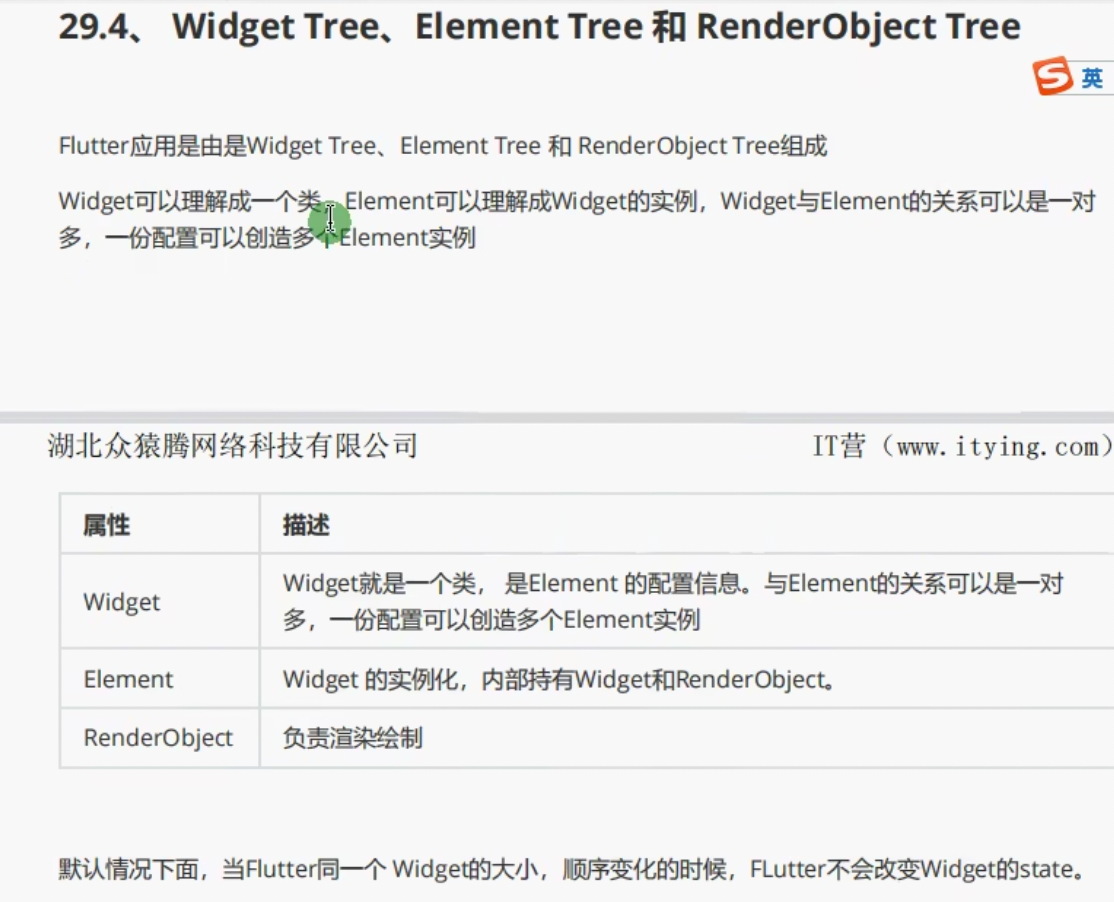 29.4、 Widget Tree、Element Tree 和 RenderObject Tree
英
Flutter应用是由是Widget Tree、Element Tree 和 RenderObject Tree组成
Widget可以理解成一个类，Element可以理解成Widget的实例，Widget与Element的关系可以是一对
多，一份配置可以创造多个Element实例
湖北众猿腾网络科技有限公司 IT营（www.itying.com）
属性 描述
Widget Widget就是一个类， 是Element 的配置信息。与Element的关系可以是一对
多，一份配置可以创造多个Element实例
Element Widget 的实例化，内部持有Widget和RenderObject。
RenderObject 负责渲染绘制
默认情况下面，当Flutter同一个 Widget的大小，顺序变化的时候，FLutter不会改变Widget的state。